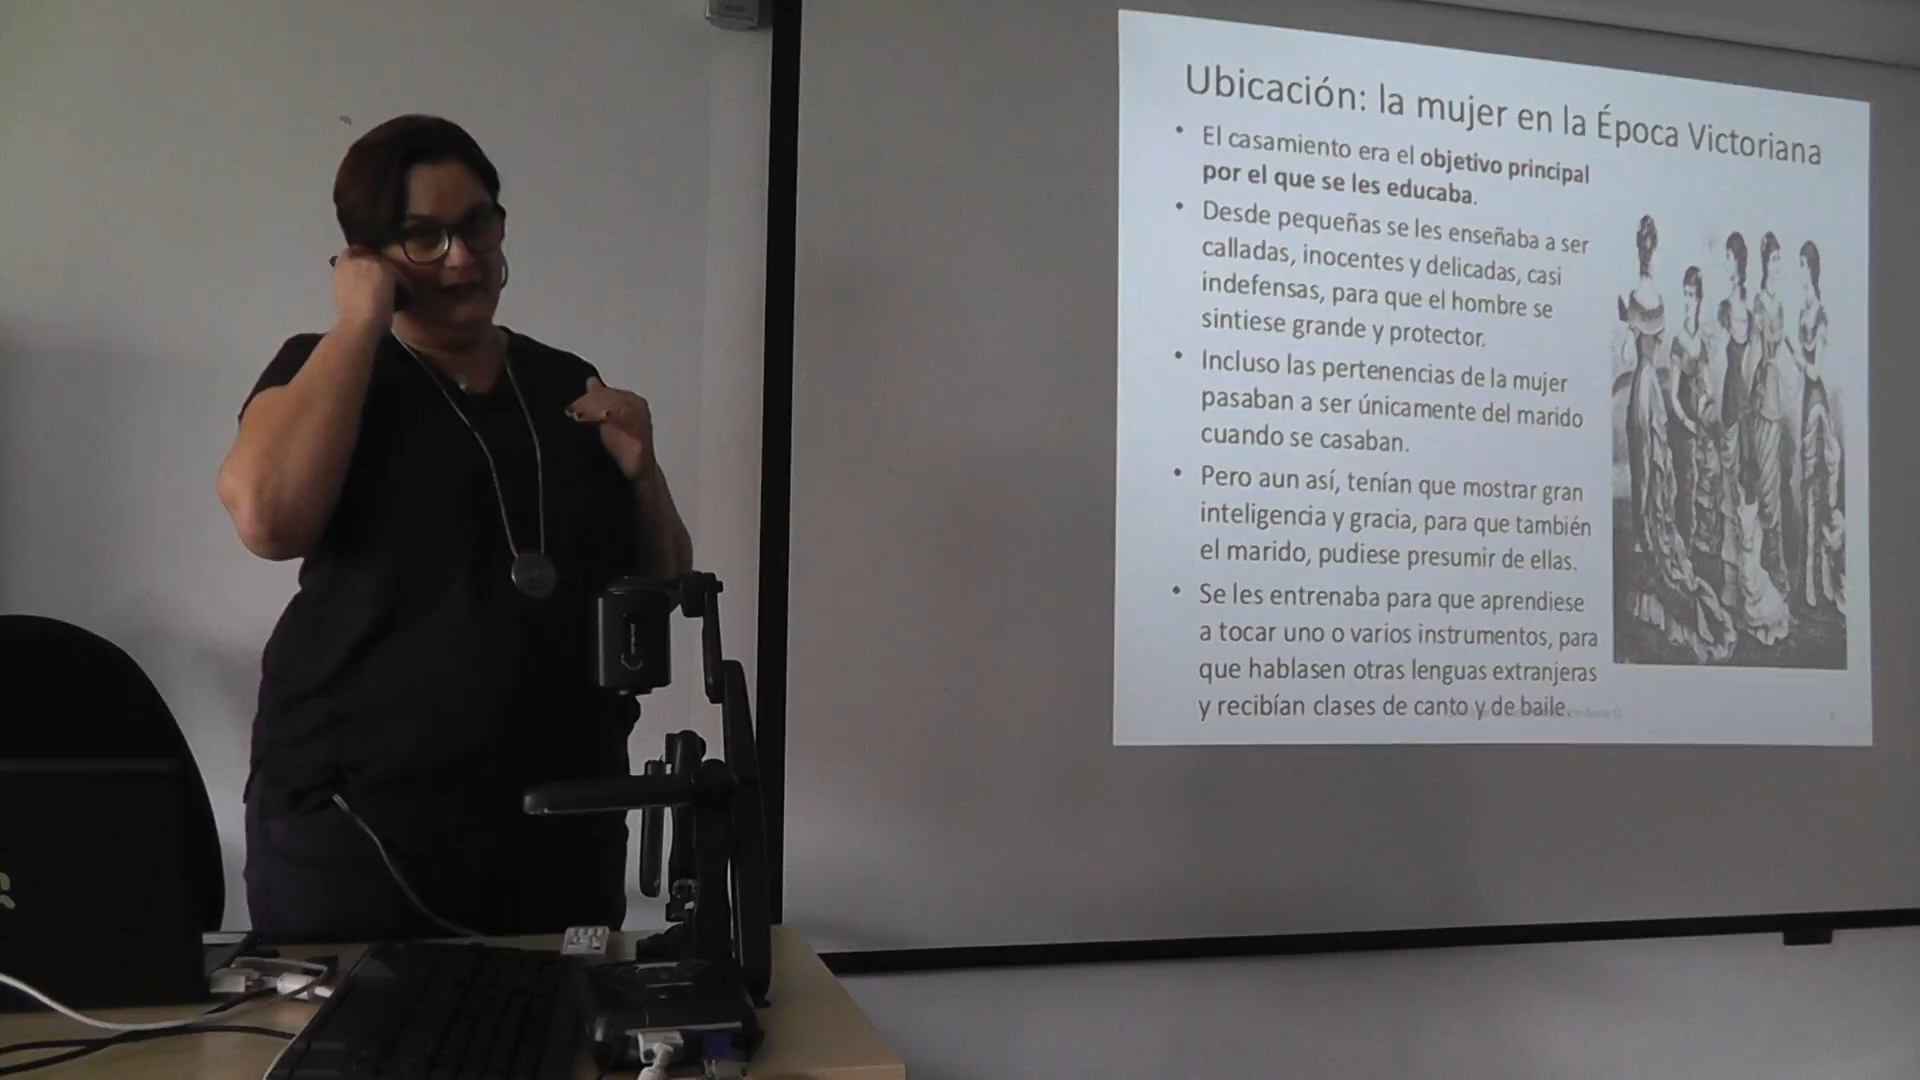 Ubicación: la mujer en la Época Victoriana
• El casamiento era el objetivo principal
por el que se les educaba.
• Desde pequeñas se les enseñaba a ser
calladas, inocentes y delicadas, casi
indefensas, para que el hombre se
sintiese grande y protector.
• Incluso las pertenencias de la mujer
pasaban a ser únicamente del marido
cuando se casaban.
• Pero aun así, tenían que mostrar gran
inteligencia y gracia, para que también
el marido, pudiese presumir de ellas.
• Se les entrenaba para que aprendiese
a tocar uno o varios instrumentos, para
que hablasen otras lenguas extranjeras
y recibían clases de canto y de baile.